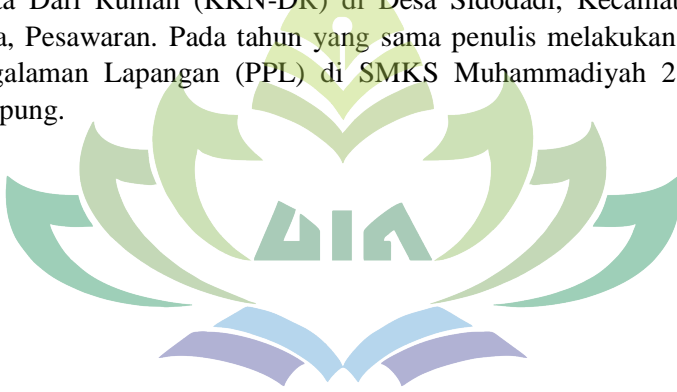 ta Dari Rumah (KKN-DR) di Desa Sidodadi, Kecamat
a, Pesawaran. Pada tahun yang sama penulis melakukan
galaman Lapangan (PPL) di SMKS Muhammadiyah 2
pung.
UIN